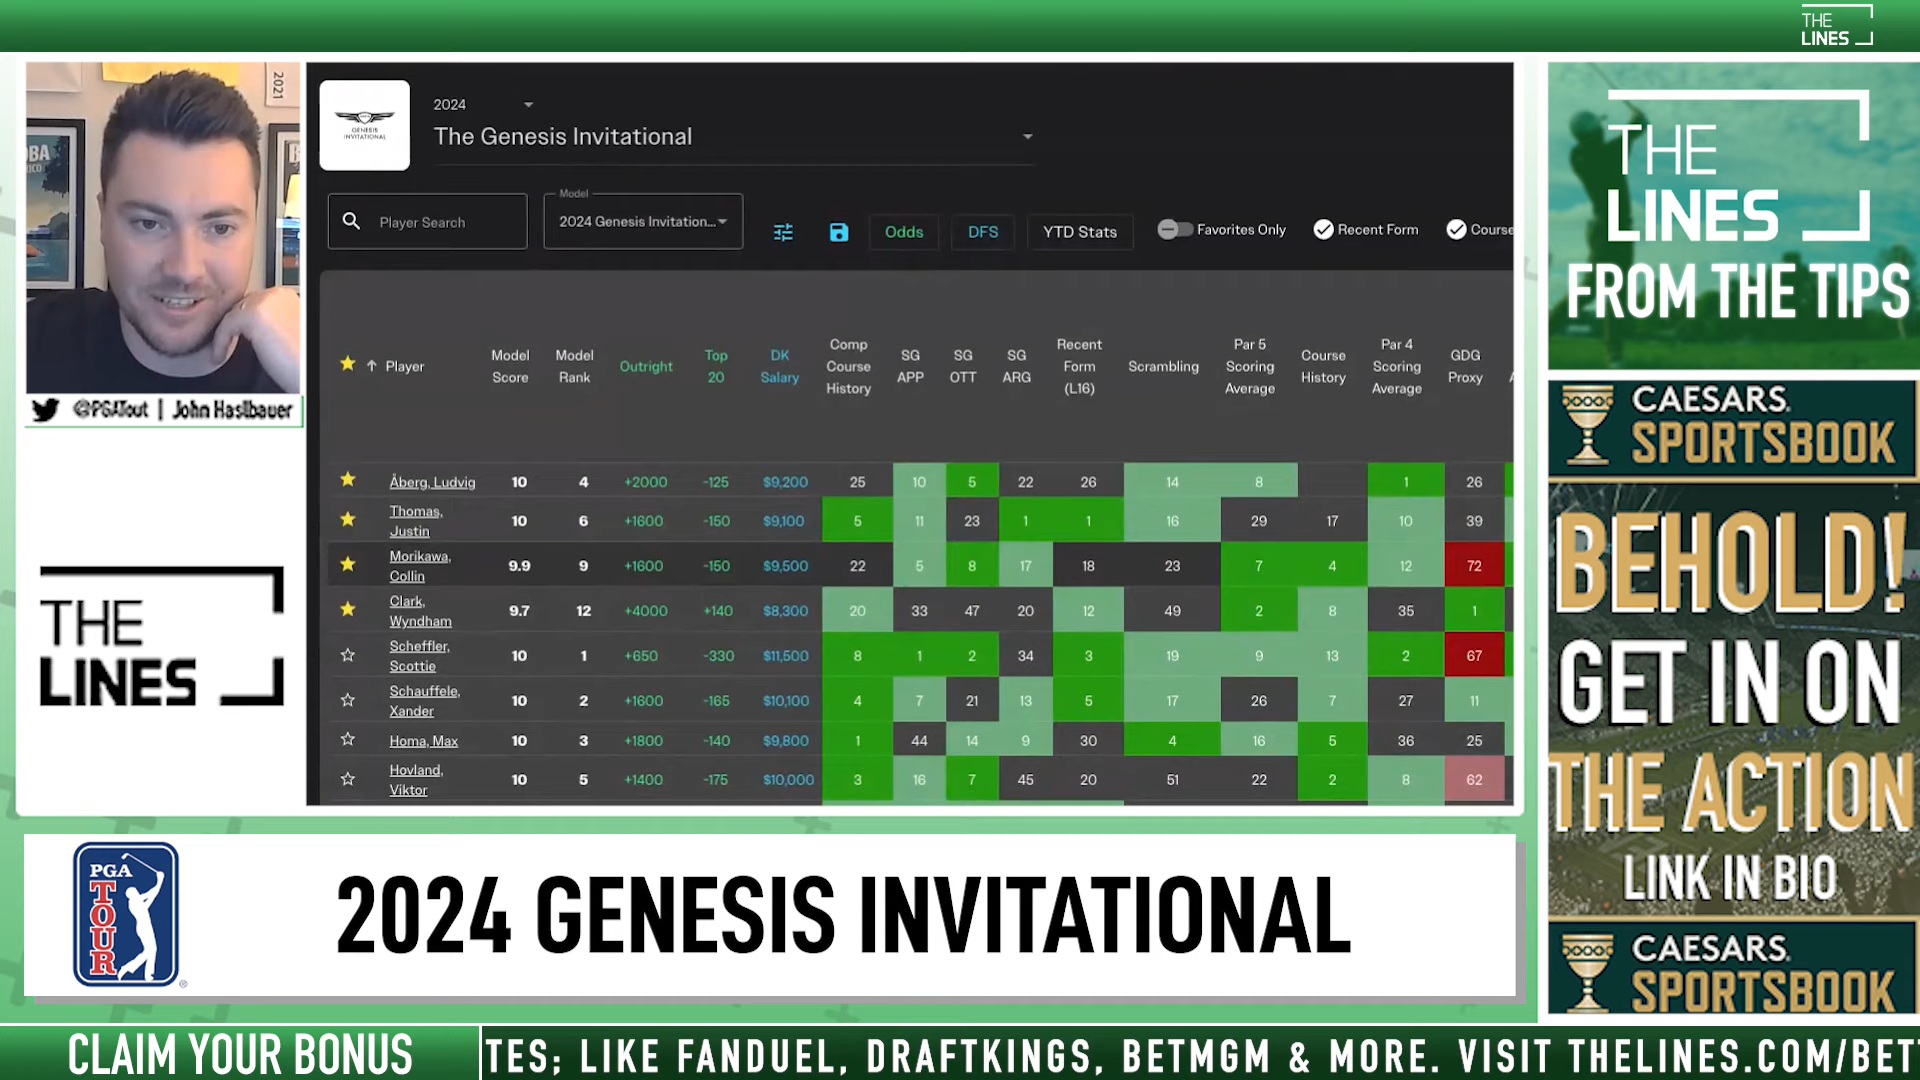 THE
LINES
2021
2024
The Genesis Invitational
GENESIS
INVITATIONAL
Model
Player Search
2024 Genesis Invitation...
Odds
DFS
YTD Stats
Favorites Only
Recent Form
Course
Player
Model Score
Model Rank
Outright
Top 20
DK Salary
Comp Course History
SG APP
SG OTT
SG ARG
Recent Form (L16)
Scrambling
Par 5 Scoring Average
Course History
Par 4 Scoring Average
GDG Proxy
Åberg, Ludvig 10 4 +2000 -125 $9,200 25 10 5 22 26 14 8 1 26
Thomas, Justin 10 6 +1600 -150 $9,100 5 11 23 1 1 16 29 17 10 39
Morikawa, Collin 9.9 9 +1600 -150 $9,500 22 5 8 17 18 23 7 4 12 72
Clark, Wyndham 9.7 12 +4000 +140 $8,300 20 33 47 20 12 49 2 8 35 1
Scheffler, Scottie 10 1 +650 -330 $11,500 8 1 2 34 3 19 9 13 2 67
Schauffele, Xander 10 2 +1600 -165 $10,100 4 7 21 13 5 17 26 7 27 11
Homa, Max 10 3 +1800 -140 $9,800 1 44 14 9 30 4 16 5 36 25
Hovland, Viktor 10 5 +1400 -175 $10,000 3 16 7 45 20 51 22 2 8 62
@PGATout | John Haslbauer
THE
LINES
THE
LINES
FROM THE TIPS
CAESARS
SPORTSBOOK
BEHOLD!
GET IN ON
THE ACTION
LINK IN BIO
CAESARS
SPORTSBOOK
PGA
TOUR
2024 GENESIS INVITATIONAL
CLAIM YOUR BONUS
TES; LIKE FANDUEL, DRAFTKINGS, BETMGM & MORE. VISIT THELINES.COM/BET